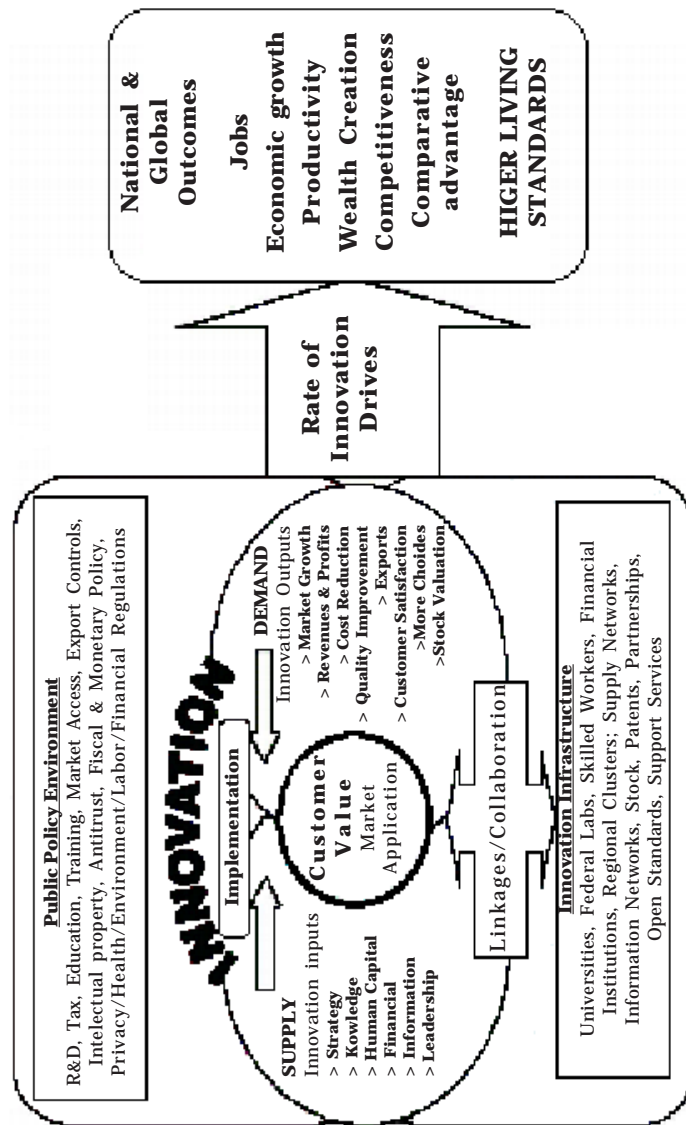 Public Policy Environment
R&D, Tax, Education, Training, Market Access, Export Controls,
Intelectual property, Antitrust, Fiscal & Monetary Policy,
Privacy/Health/Environment/Labor/Financial Regulations
INNOVATION
Implementation
SUPPLY
Innovation inputs
> Strategy
> Kowledge
> Human Capital
> Financial
> Information
> Leadership
Customer
Value
Market
Application
DEMAND
Innovation Outputs
> Market Growth
> Revenues & Profits
> Cost Reduction
> Quality Improvement
> Exports
> Customer Satisfaction
>More Choides
>Stock Valuation
Linkages/Collaboration
Innovation Infrastructure
Universities, Federal Labs, Skilled Workers, Financial
Institutions, Regional Clusters; Supply Networks,
Information Networks, Stock, Patents, Partnerships,
Open Standards, Support Services
Rate of
Innovation
Drives
National &
Global
Outcomes
Jobs
Economic growth
Productivity
Wealth Creation
Competitiveness
Comparative
advantage
HIGER LIVING
STANDARDS